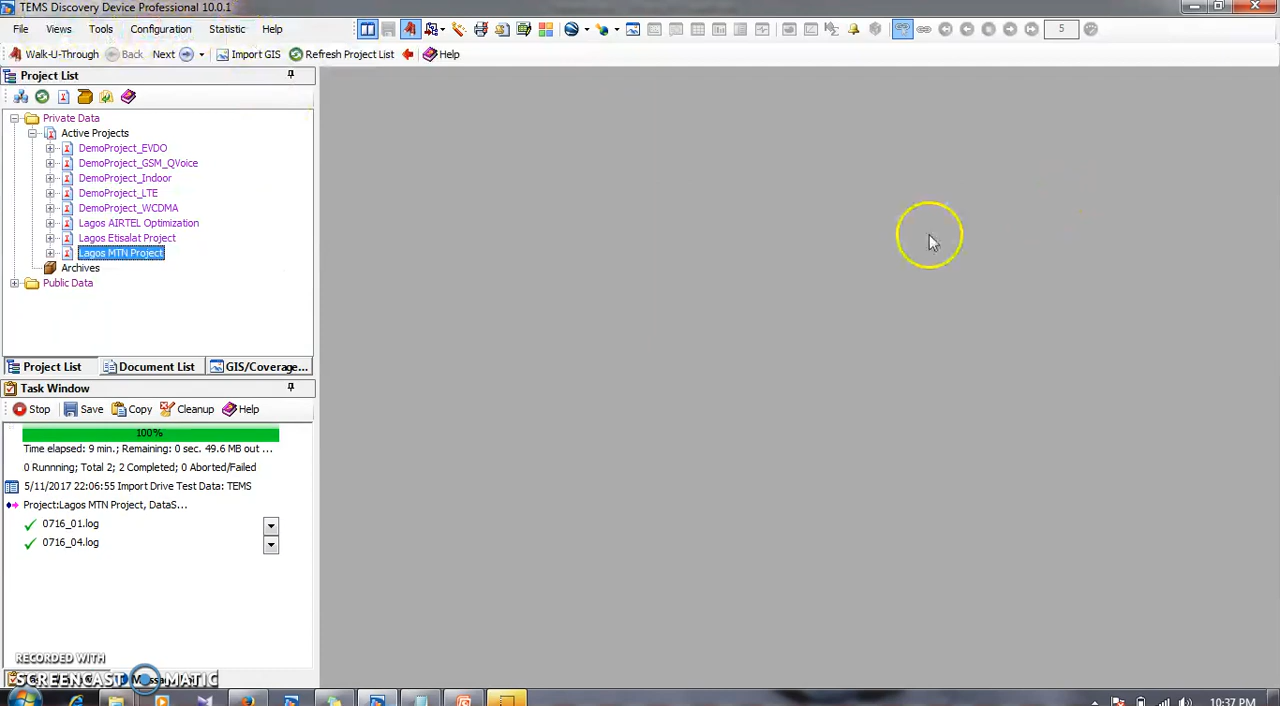 TEMS Discovery Device Professional 10.0.1
File Views Tools Configuration Statistic Help
5
Walk-U-Through Back Next Import GIS Refresh Project List Help
Project List
Private Data
Active Projects
DemoProject_EVDO
DemoProject_GSM_QVoice
DemoProject_Indoor
DemoProject_LTE
DemoProject_WCDMA
Lagos AIRTEL Optimization
Lagos Etisalat Project
Lagos MTN Project
Archives
Public Data
Project List Document List GIS/Coverage...
Task Window
Stop Save Copy Cleanup Help
100%
Time elapsed: 9 min.; Remaining: 0 sec. 49.6 MB out ...
0 Runnning; Total 2; 2 Completed; 0 Aborted/Failed
5/11/2017 22:06:55 Import Drive Test Data: TEMS
Project:Lagos MTN Project, DataS...
0716_01.log
0716_04.log
RECORDED WITH
SCREENCAST MATIC
10:37 PM